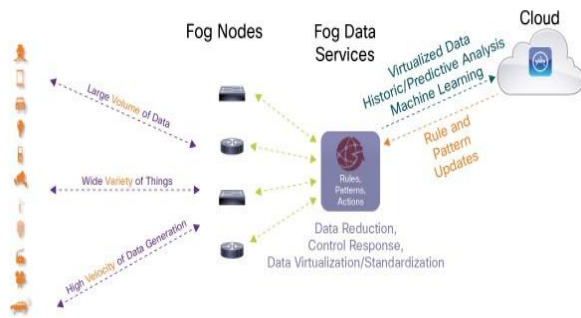 Cloud
Fog Nodes
Fog Data
Services
Virtualized Data
Historic/Predictive Analysis
Machine Learning
Large Volume of Data
Rule and
Pattern
Updates
Wide Variety of Things
Rules,
Patterns,
Actions
Data Reduction,
Control Response,
Data Virtualization/Standardization
High Velocity of Data Generation